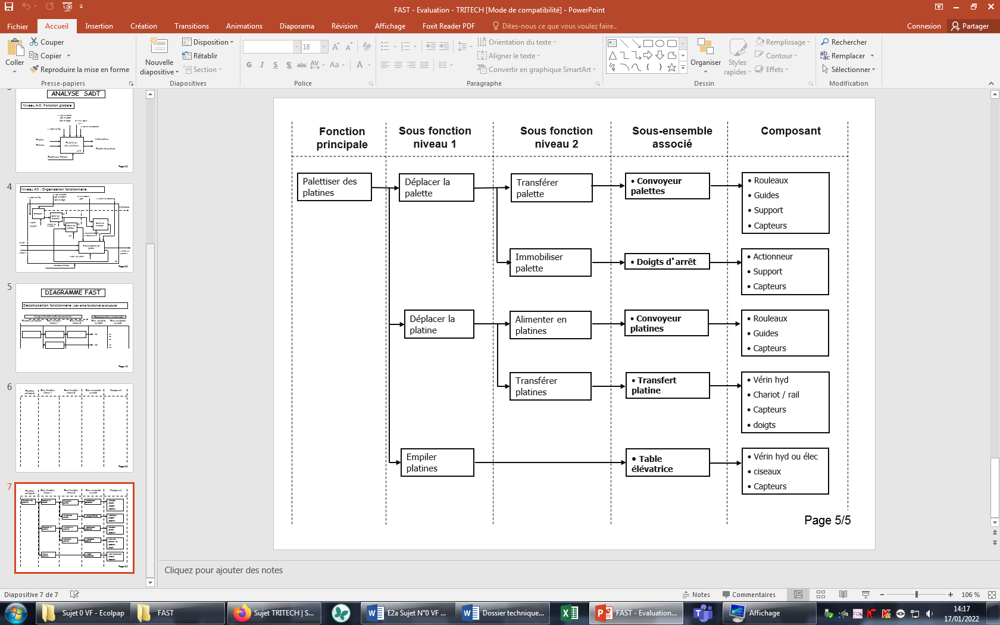 FAST - Evaluation - TRITECH [Mode de compatibilité] - PowerPoint
Fichier
Accueil
Insertion
Création
Transitions
Animations
Diaporama
Révision
Affichage
Foxit Reader PDF
Dites-nous ce que vous voulez faire..
Connexion
Partager
Coller
Couper
Copier
Reproduire la mise en forme
Presse-papiers
Nouvelle
diapositive
Disposition
Rétablir
Section
Diapositives
18
G I S S abc AV Aa A
Police
Orientation du texte
Aligner le texte
Convertir en graphique SmartArt
Paragraphe
Organiser
Styles
rapides
Remplissage
Contour
Effets
Dessin
Rechercher
Remplacer
Sélectionner
Modification
ANALYSE SADT
Niveau A-0: Fonction globale
4
Niveau A0 : Organisation fonctionnelle
5
DIAGRAMME FAST
6
7
Fonction
principale
Sous fonction
niveau 1
Sous fonction
niveau 2
Sous-ensemble
associé
Composant
Palettiser des
platines
Déplacer la
palette
Transférer
palette
• Convoyeur
palettes
• Rouleaux
• Guides
• Support
• Capteurs
Immobiliser
palette
• Doigts d'arrêt
• Actionneur
• Support
• Capteurs
Déplacer la
platine
Alimenter en
platines
• Convoyeur
platines
• Rouleaux
• Guides
• Capteurs
Transférer
platines
• Transfert
platine
• Vérin hyd
• Chariot / rail
• Capteurs
• doigts
Empiler
platines
• Table
élévatrice
• Vérin hyd ou élec
• ciseaux
• Capteurs
Page 5/5
Cliquez pour ajouter des notes
Diapositive 7 de 7
Notes
Commentaires
106 %
Sujet 0 VF - Ecolpap
FAST
Sujet TRITECH | S...
E2a Sujet N°0 VF ...
Dossier technique...
FAST - Evaluation...
Affichage
14:17
17/01/2022